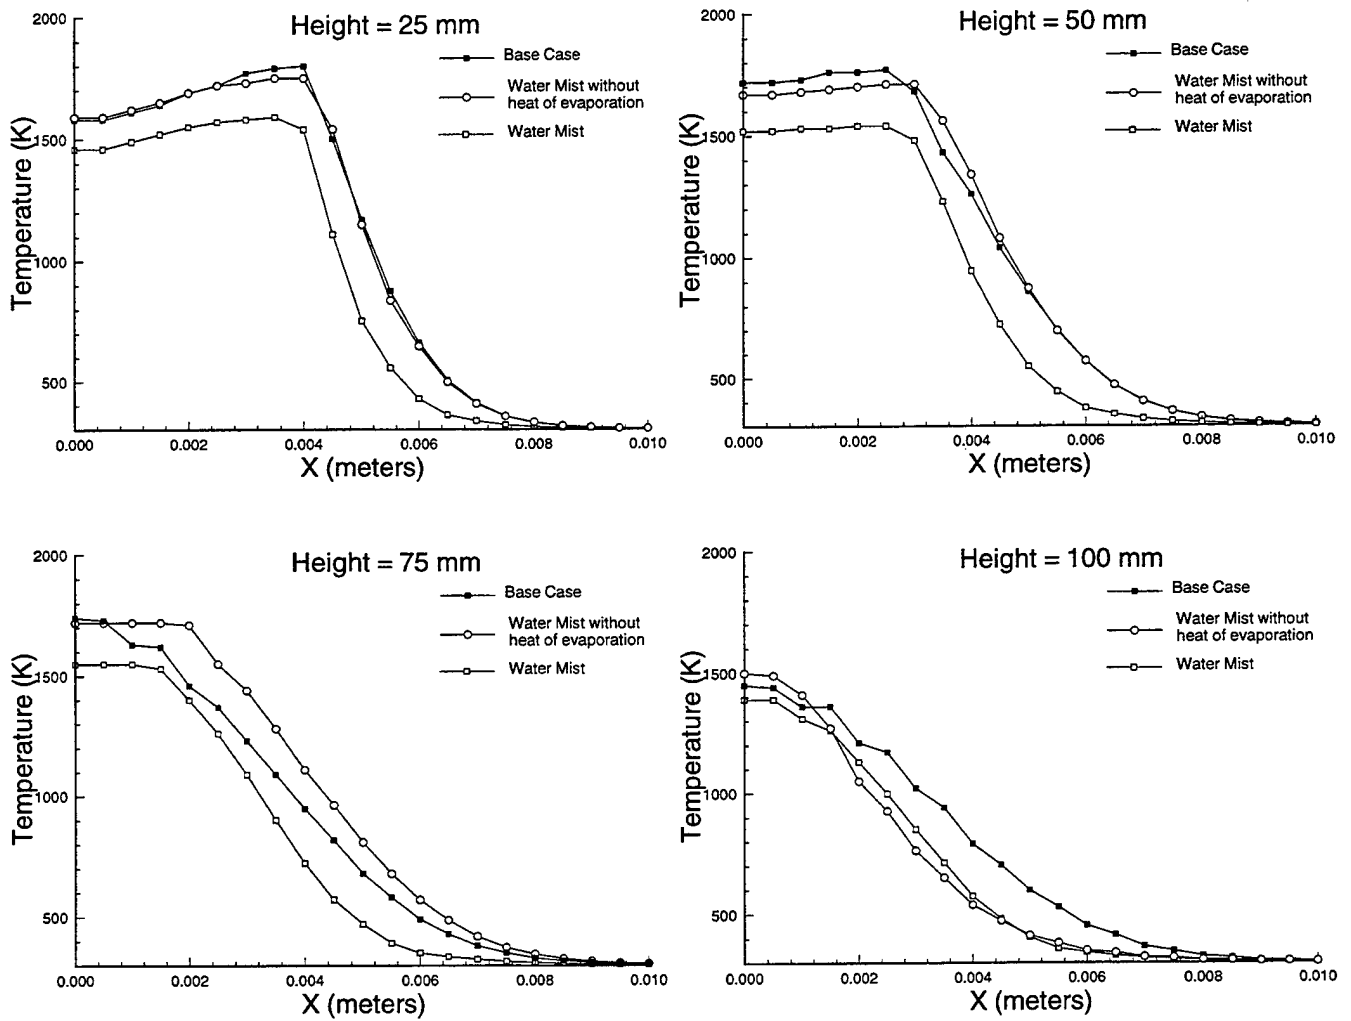 Height = 25 mm
Base Case
Water Mist without
heat of evaporation
Water Mist
Temperature (K)
2000
1500
1000
500
0.000 0.002 0.004 0.006 0.008 0.010
X (meters)
Height = 50 mm
Base Case
Water Mist without
heat of evaporation
Water Mist
Temperature (K)
2000
1500
1000
500
0.000 0.002 0.004 0.006 0.008 0.010
X (meters)
Height = 75 mm
Base Case
Water Mist without
heat of evaporation
Water Mist
Temperature (K)
2000
1500
1000
500
0.000 0.002 0.004 0.006 0.008 0.010
X (meters)
Height = 100 mm
Base Case
Water Mist without
heat of evaporation
Water Mist
Temperature (K)
2000
1500
1000
500
0.000 0.002 0.004 0.006 0.008 0.010
X (meters)